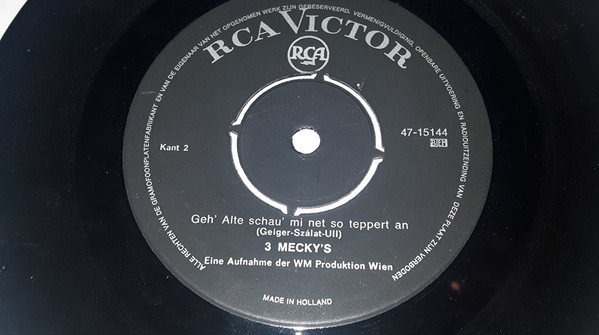 ALLE RECHTEN VAN DE GRAMOFOONPLATENFABRIKANT EN VAN DE EIGENAAR VAN HET OPGENOMEN WERK ZIJN GERESERVEERD. VERMENIGVULDIGING, OPENBARE UITVOERING EN RADIOUITZENDING VAN DEZE PLAAT ZIJN VERBODEN
RCA VICTOR
RCA
Kant 2
47-15144
Geh' Alte schau' mi net so teppert an
(Geiger-Szálat-Ull)
3 MECKY'S
Eine Aufnahme der WM Produktion Wien
MADE IN HOLLAND